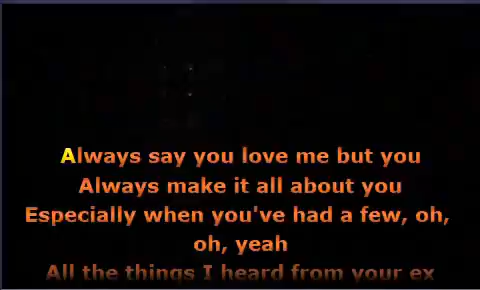 Always say you love me but you
Always make it all about you
Especially when you've had a few, oh,
oh, yeah
All the things I heard from your ex